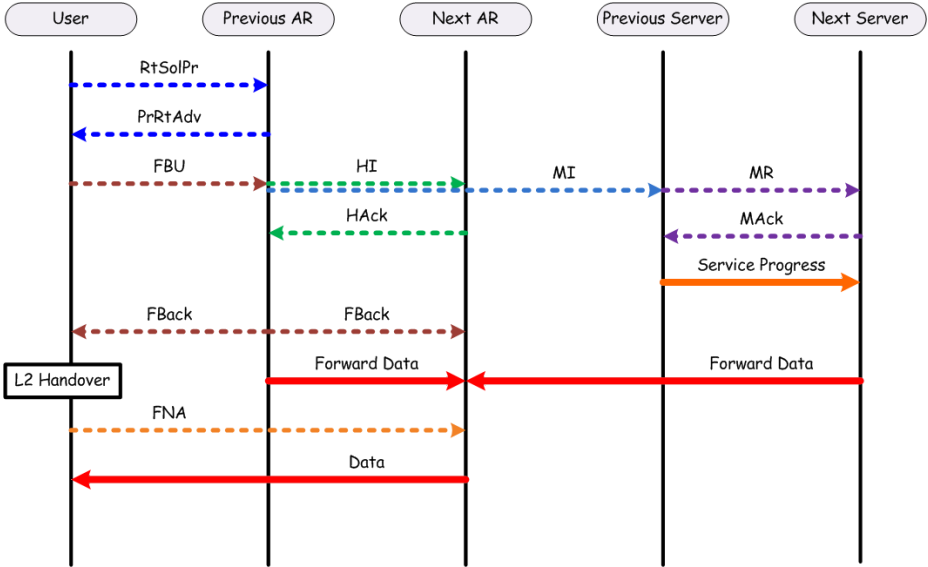 User
Previous AR
Next AR
Previous Server
Next Server
RtSolPr
PrRtAdv
FBU
HI
MI
MR
HAck
MAck
Service Progress
FBack
FBack
Forward Data
Forward Data
L2 Handover
FNA
Data